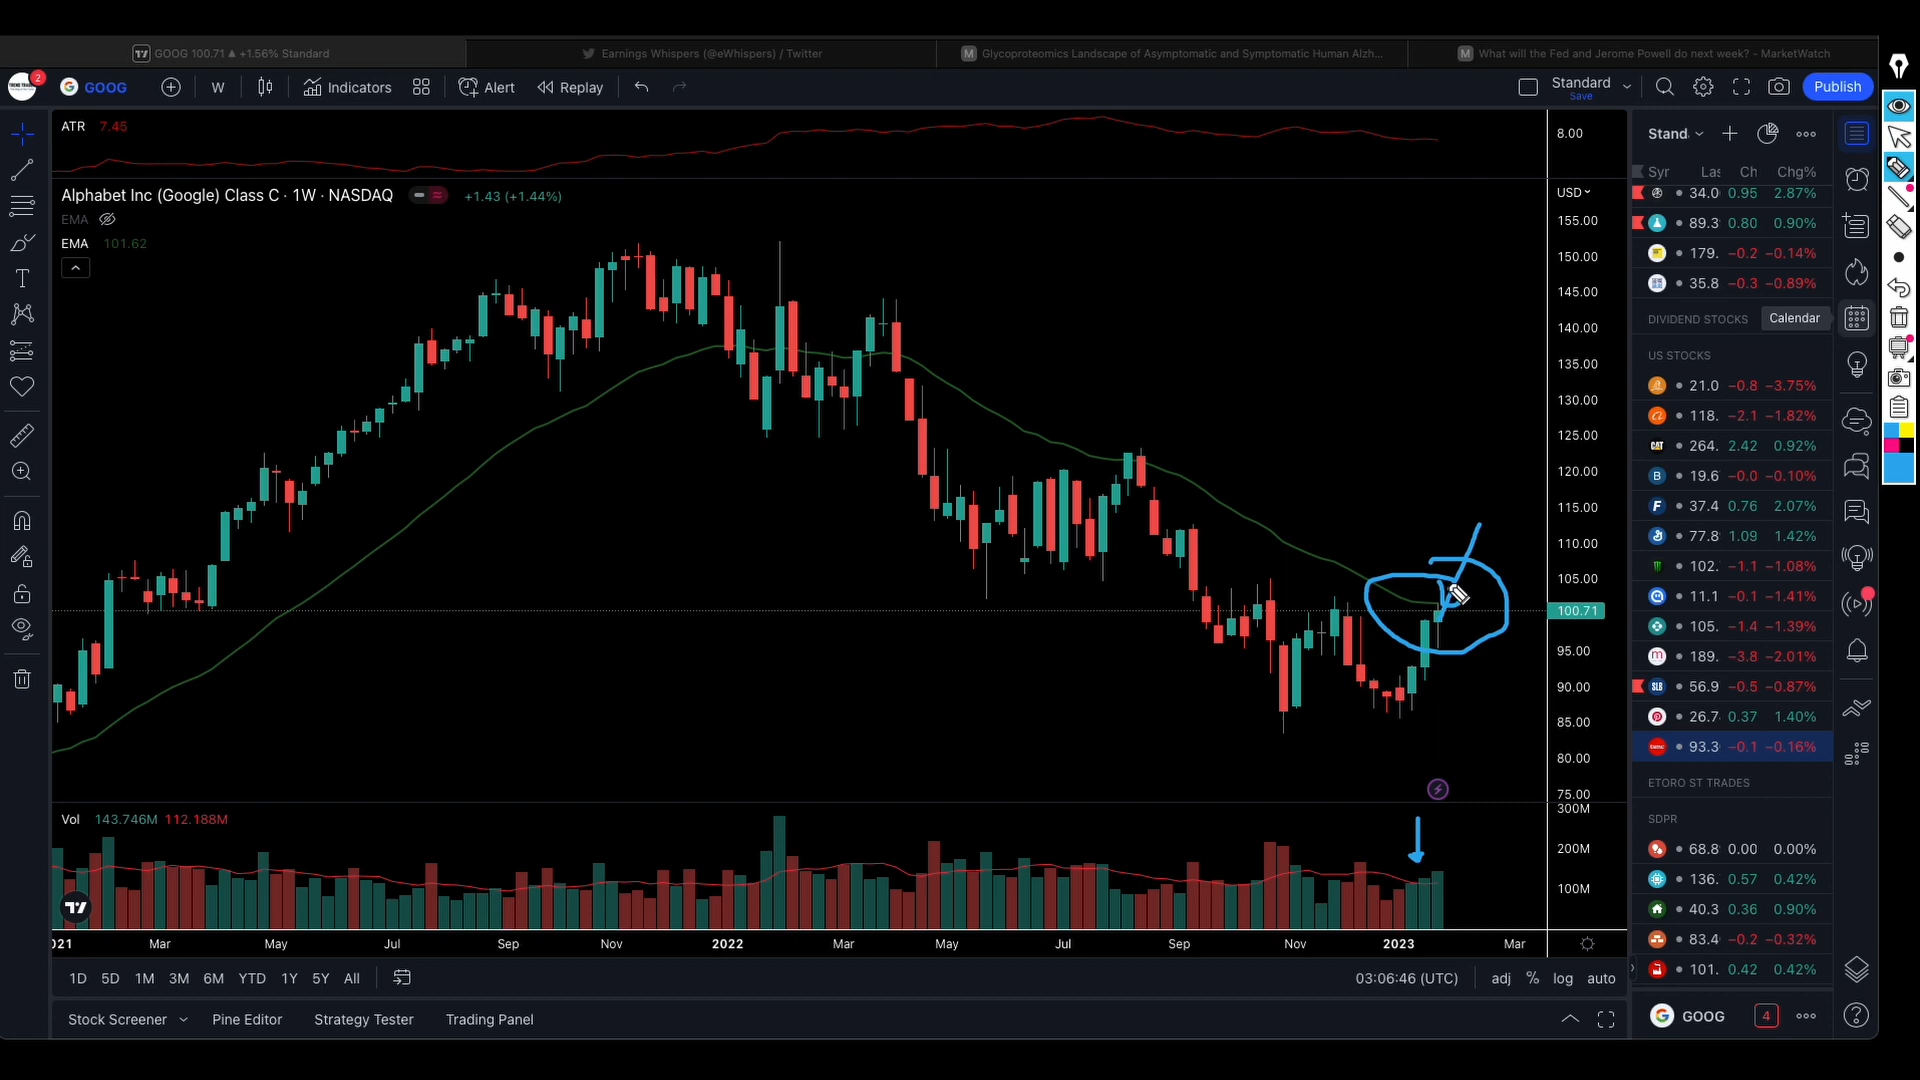 GOOG 100.71 ▲ +1.56% Standard
Earnings Whispers (@eWhispers) / Twitter
Glycoproteomics Landscape of Asymptomatic and Symptomatic Human Alzh...
What will the Fed and Jerome Powell do next week? - MarketWatch
2
GOOG
W
Indicators
Alert
Replay
Standard
Save
Publish
ATR 7.45
8.00
Alphabet Inc (Google) Class C · 1W · NASDAQ
+1.43 (+1.44%)
EMA
EMA 101.62
USD
155.00
150.00
145.00
140.00
135.00
130.00
125.00
120.00
115.00
110.00
105.00
100.71
95.00
90.00
85.00
80.00
75.00
Vol 143.746M 112.188M
300M
200M
100M
021 Mar May Jul Sep Nov 2022 Mar May Jul Sep Nov 2023 Mar
1D 5D 1M 3M 6M YTD 1Y 5Y All
03:06:46 (UTC)
adj % log auto
Stock Screener
Pine Editor
Strategy Tester
Trading Panel
Stand
Syr Las Ch Chg%
34.0 0.95 2.87%
89.3 0.80 0.90%
179. −0.2 −0.14%
35.8 −0.3 −0.89%
DIVIDEND STOCKS
Calendar
US STOCKS
21.0 −0.8 −3.75%
118. −2.1 −1.82%
CAT 264. 2.42 0.92%
B 19.6 −0.0 −0.10%
F 37.4 0.76 2.07%
77.8 1.09 1.42%
102. −1.1 −1.08%
11.1 −0.1 −1.41%
105. −1.4 −1.39%
m 189. −3.8 −2.01%
SLB 56.9 −0.5 −0.87%
26.7 0.37 1.40%
93.3 −0.1 −0.16%
ETORO ST TRADES
SDPR
68.8 0.00 0.00%
136. 0.57 0.42%
40.3 0.36 0.90%
83.4 −0.2 −0.32%
101. 0.42 0.42%
GOOG 4